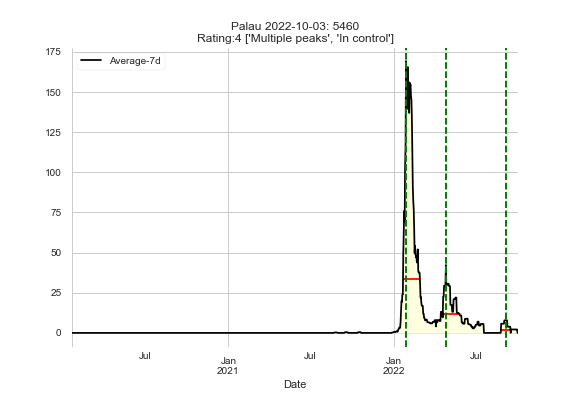 Palau 2022-10-03: 5460
Rating:4 ['Multiple peaks', 'In control']
175
150
125
100
75
50
25
0
Average-7d
Jul
Jan
2021
Jul
Jan
2022
Jul
Date